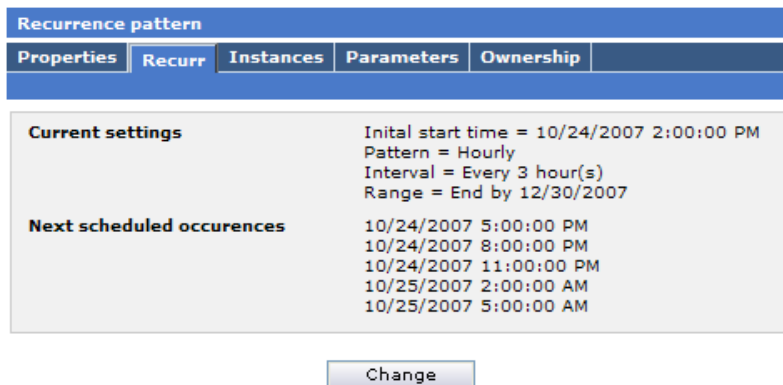 Recurrence pattern
Properties Recurr Instances Parameters Ownership
Current settings Inital start time = 10/24/2007 2:00:00 PM
Pattern = Hourly
Interval = Every 3 hour(s)
Range = End by 12/30/2007
Next scheduled occurences 10/24/2007 5:00:00 PM
10/24/2007 8:00:00 PM
10/24/2007 11:00:00 PM
10/25/2007 2:00:00 AM
10/25/2007 5:00:00 AM
Change